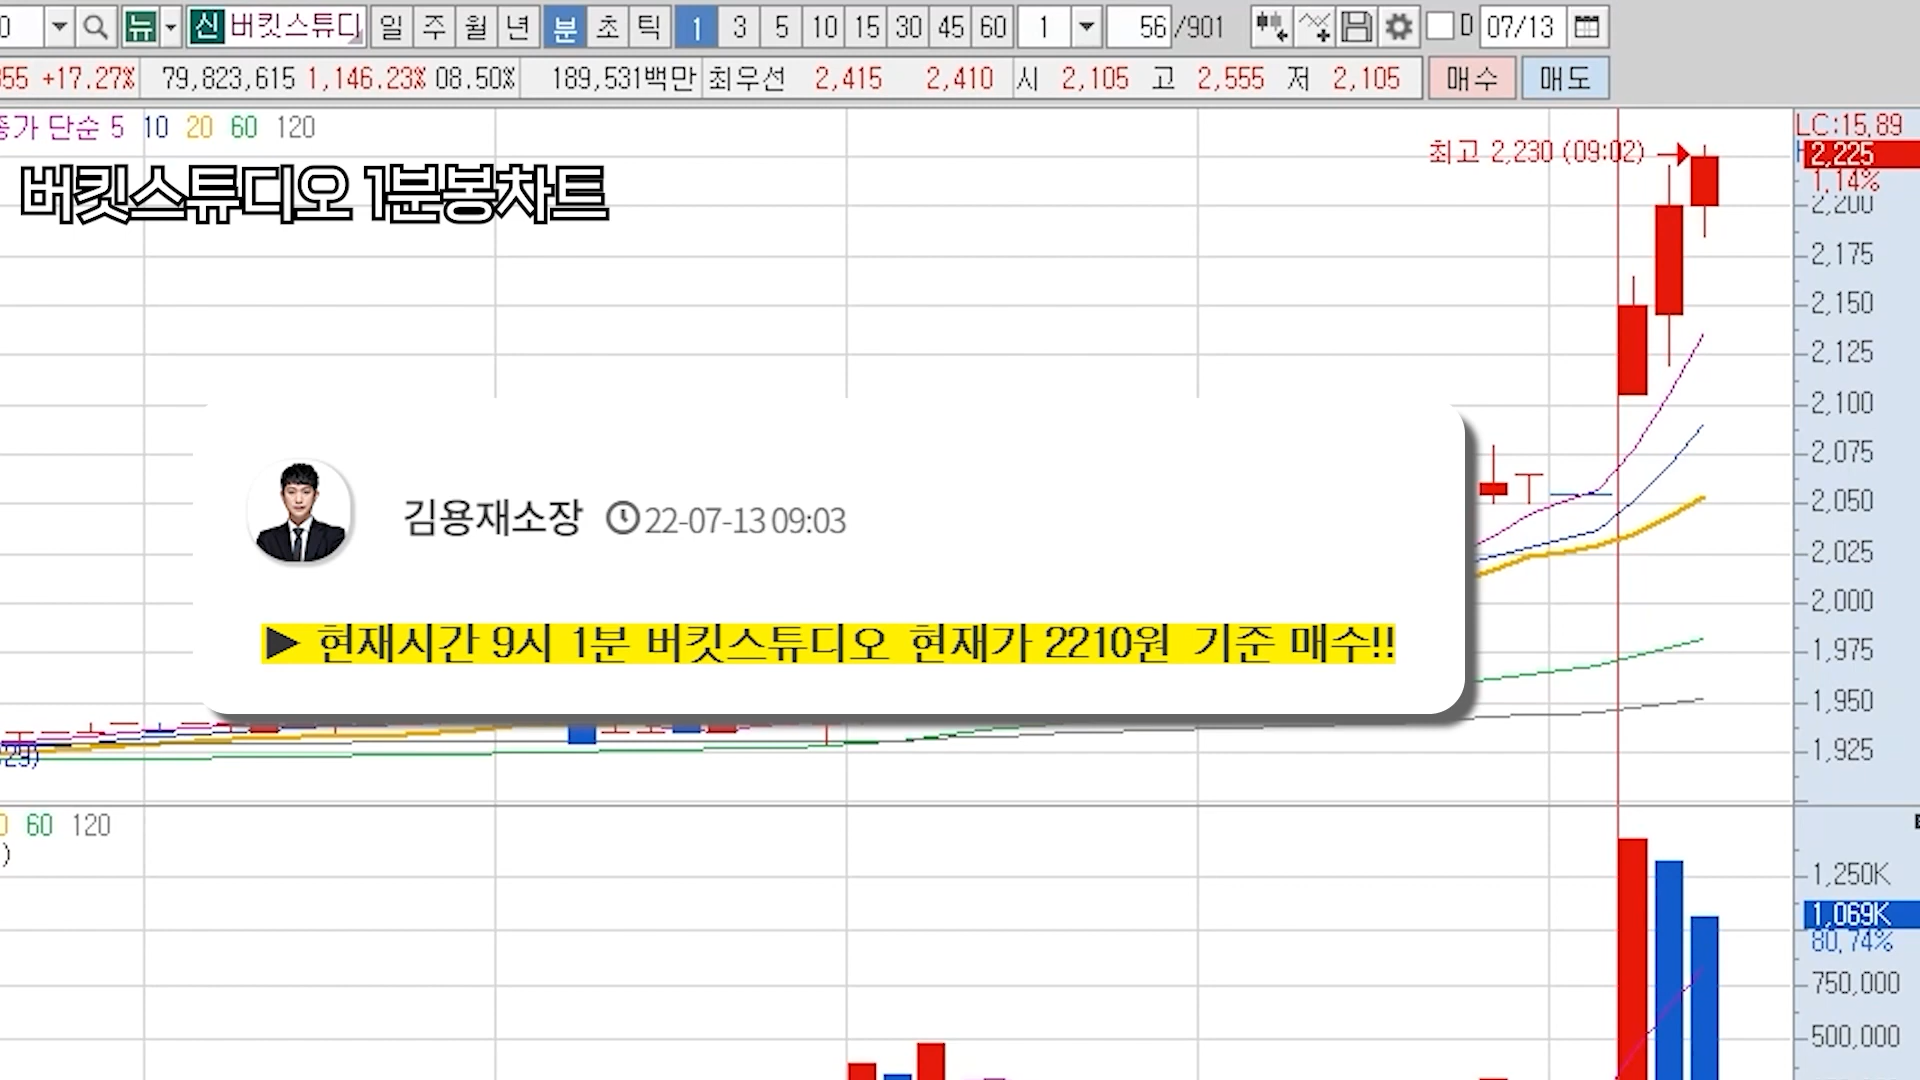 0 뉴 신 버킷스튜디 일 주 월 년 분 초 틱 1 3 5 10 15 30 45 60 1 56 /901 D 07/13
355 +17.27% 79,823,615 1,146.23% 08.50% 189,531백만 최우선 2,415 2,410 시 2,105 고 2,555 저 2,105 매수 매도
종가 단순 5 10 20 60 120
LC:15,89
최고 2,230 (09:02)
2,225
1,14%
2,200
버킷스튜디오 1분봉차트
2,175
2,150
2,125
2,100
2,075
2,050
2,025
2,000
1,975
1,950
1,925
김용재소장 22-07-13 09:03
▶ 현재시간 9시 1분 버킷스튜디오 현재가 2210원 기준 매수!!
29)
0 60 120
)
1,250K
1,069K
80,74%
750,000
500,000